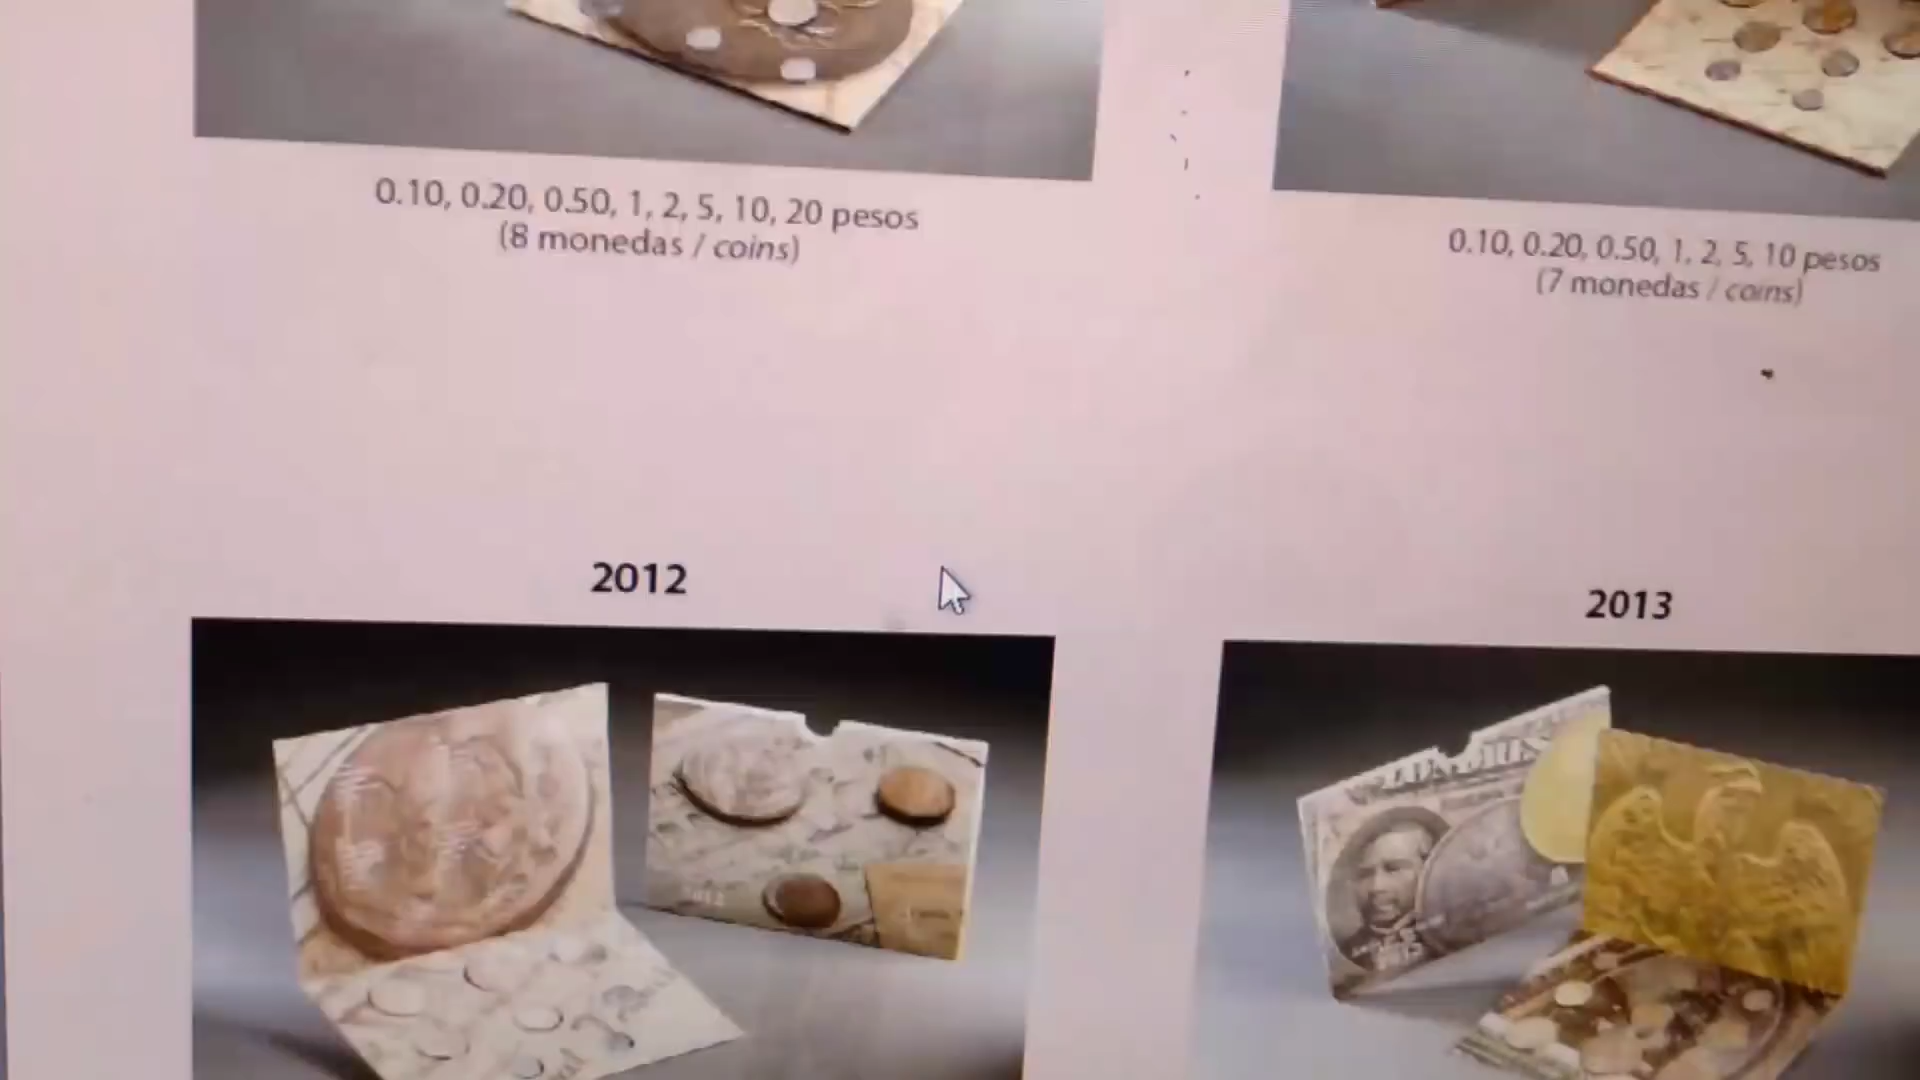 0.10, 0.20, 0.50, 1, 2, 5, 10, 20 pesos
(8 monedas / coins)
0.10, 0.20, 0.50, 1, 2, 5, 10 pesos
(7 monedas / coins)
2012
2013
2012